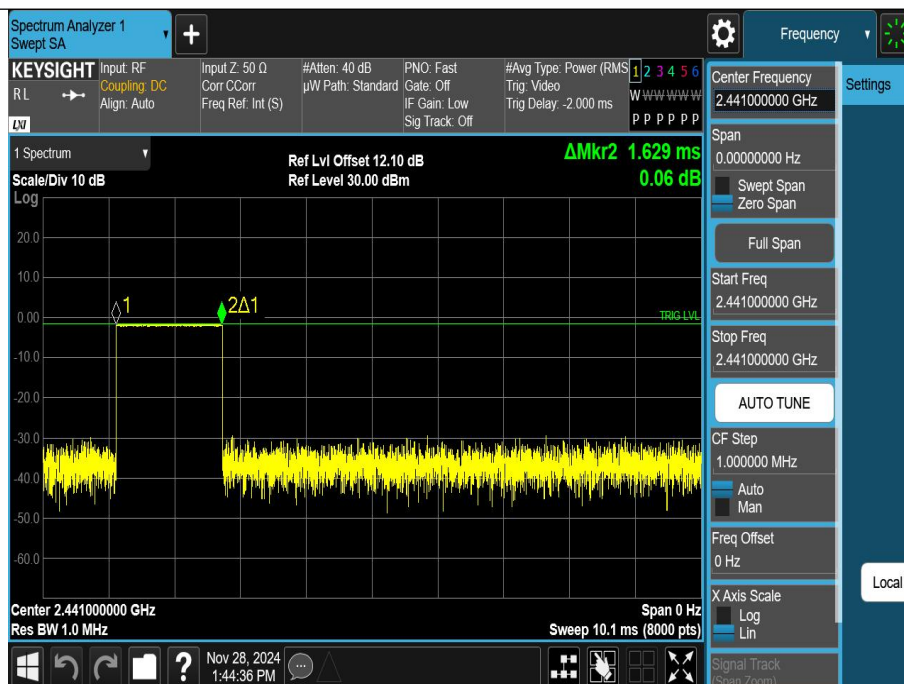 Spectrum Analyzer 1
Swept SA
+
Frequency
KEYSIGHT
RL
LXI
Input: RF
Coupling: DC
Align: Auto
Input Z: 50 Ω
Corr CCorr
Freq Ref: Int (S)
#Atten: 40 dB
µW Path: Standard
PNO: Fast
Gate: Off
IF Gain: Low
Sig Track: Off
#Avg Type: Power (RMS
Trig: Video
Trig Delay: -2.000 ms
1 2 3 4 5 6
W W W W W W
P P P P P P
Center Frequency
2.441000000 GHz
Settings
Span
0.00000000 Hz
Swept Span
Zero Span
Full Span
Start Freq
2.441000000 GHz
Stop Freq
2.441000000 GHz
AUTO TUNE
CF Step
1.000000 MHz
Auto
Man
Freq Offset
0 Hz
X Axis Scale
Log
Lin
Signal Track
(Span Zoom)
Local
1 Spectrum
Scale/Div 10 dB
Log
Ref Lvl Offset 12.10 dB
Ref Level 30.00 dBm
ΔMkr2 1.629 ms
0.06 dB
20.0
10.0
0.00
-10.0
-20.0
-30.0
-40.0
-50.0
-60.0
1
2Δ1
TRIG LVL
Center 2.441000000 GHz
Res BW 1.0 MHz
Span 0 Hz
Sweep 10.1 ms (8000 pts)
?
Nov 28, 2024
1:44:36 PM